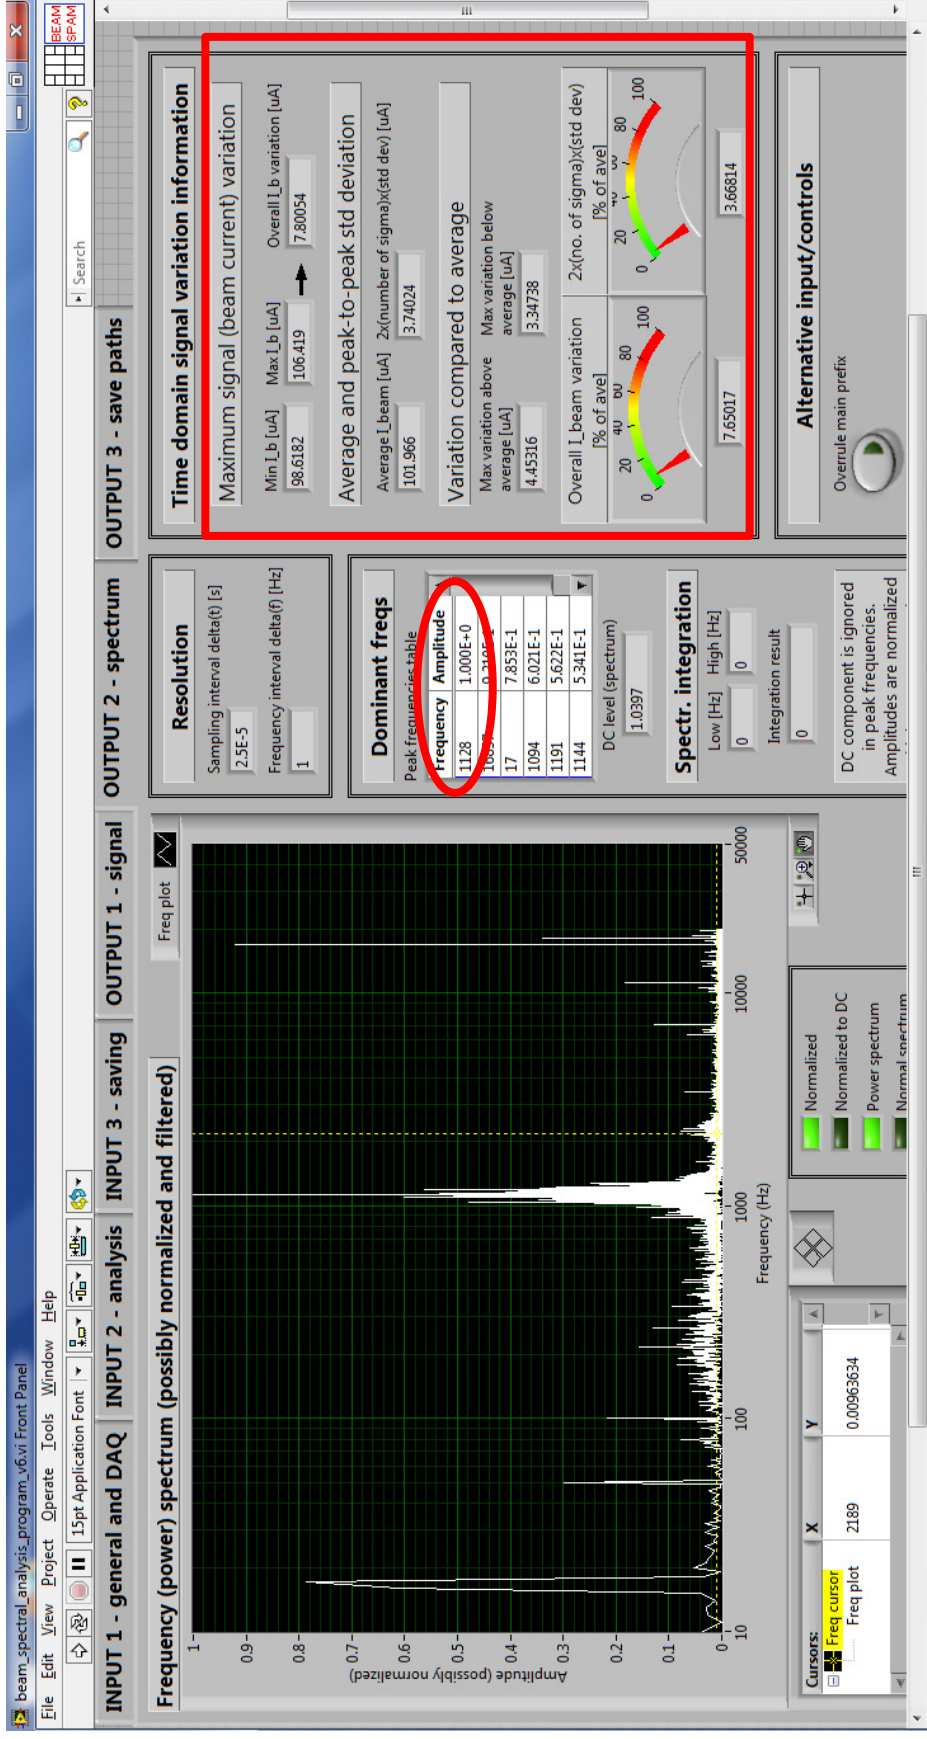 beam_spectral_analysis_program_v6.vi Front Panel
File Edit View Project Operate Tools Window Help
BEAM
SPAM
15pt Application Font
Search
INPUT 1 - general and DAQ
INPUT 2 - analysis
INPUT 3 - saving
OUTPUT 1 - signal
OUTPUT 2 - spectrum
OUTPUT 3 - save paths
Frequency (power) spectrum (possibly normalized and filtered)
Freq plot
Amplitude (possibly normalized)
1
0.9
0.8
0.7
0.6
0.5
0.4
0.3
0.2
0.1
0
10
100
1000
10000
50000
Frequency (Hz)
Cursors:
X
Y
Freq cursor
2189
0.00963634
Freq plot
Normalized
Normalized to DC
Power spectrum
Normal spectrum
Resolution
Sampling interval delta(t) [s]
2.5E-5
Frequency interval delta(f) [Hz]
1
Dominant freqs
Peak frequencies table
Frequency Amplitude
1128 1.000E+0
17 7.853E-1
1094 6.021E-1
1191 5.622E-1
1144 5.341E-1
DC level (spectrum)
1.0397
Spectr. integration
Low [Hz] High [Hz]
0 0
Integration result
0
DC component is ignored
in peak frequencies.
Amplitudes are normalized
Time domain signal variation information
Maximum signal (beam current) variation
Min I_b [uA] Max I_b [uA] Overall I_b variation [uA]
98.6182 106.419 7.80054
Average and peak-to-peak std deviation
Average I_beam [uA] 2x(number of sigma)x(std dev) [uA]
101.966 3.74024
Variation compared to average
Max variation above
average [uA]
4.45316
Max variation below
average [uA]
3.34738
Overall I_beam variation
[% of ave]
0 20 40 60 80 100
7.65017
2x(no. of sigma)x(std dev)
[% of ave]
0 20 80 100
3.66814
Alternative input/controls
Overrule main prefix